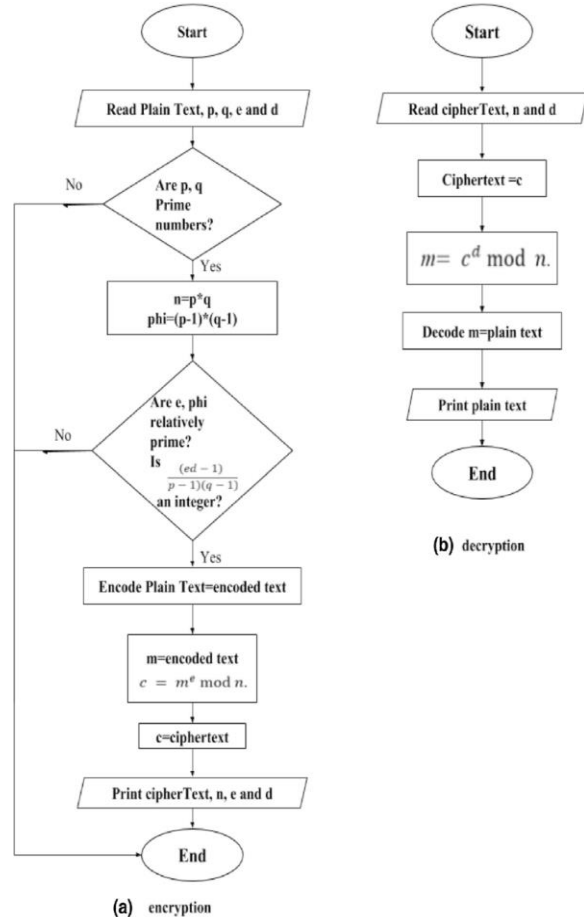 Start
Read Plain Text, p, q, e and d
Are p, q
Prime
numbers?
No
Yes
n=p*q
phi=(p-1)*(q-1)
Are e, phi
relatively
prime?
Is
(ed − 1)
p − 1)(q − 1)
an integer?
No
Yes
Encode Plain Text=encoded text
m=encoded text
c = m^e mod n.
c=ciphertext
Print cipherText, n, e and d
End
(a) encryption
Start
Read cipherText, n and d
Ciphertext =c
m= c^d mod n.
Decode m=plain text
Print plain text
End
(b) decryption